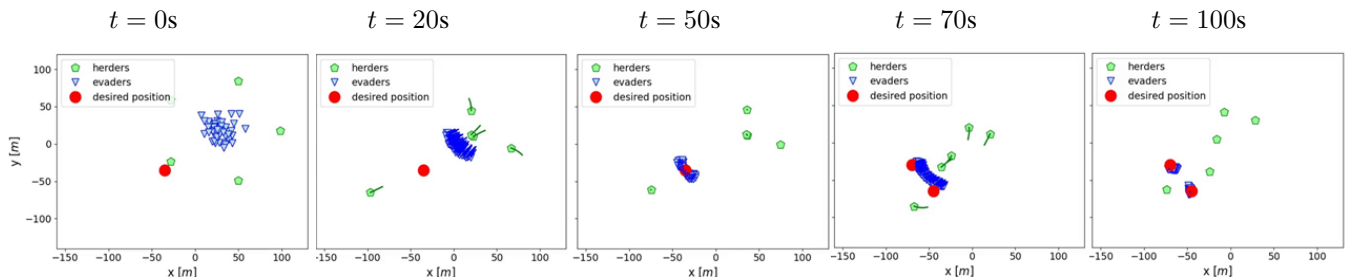 t = 0s
t = 20s
t = 50s
t = 70s
t = 100s
herders
evaders
desired position
herders
evaders
desired position
herders
evaders
desired position
herders
evaders
desired position
herders
evaders
desired position
100
50
0
−50
−100
y [m]
−150 −100 −50 0 50 100
−150 −100 −50 0 50 100
−150 −100 −50 0 50 100
−150 −100 −50 0 50 100
−150 −100 −50 0 50 100
x [m]
x [m]
x [m]
x [m]
x [m]